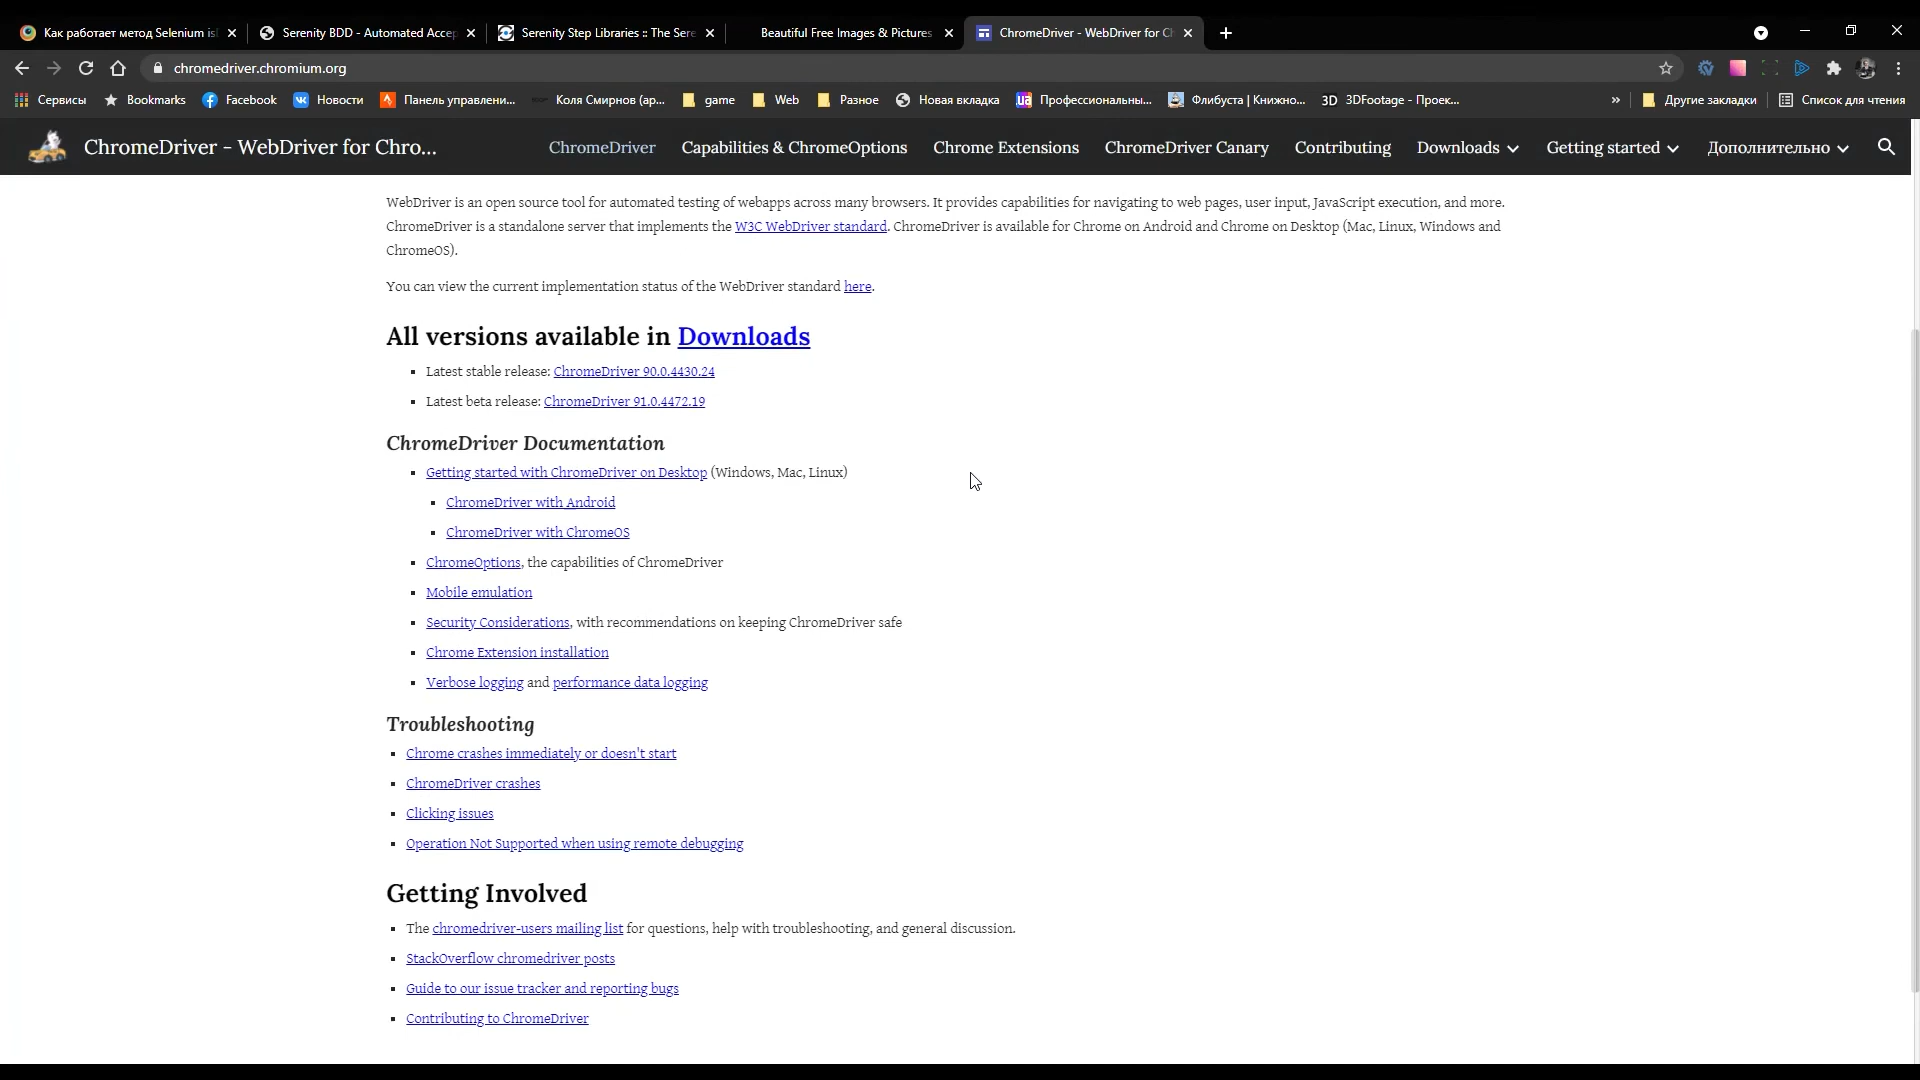 Как работает метод Selenium is
Serenity BDD - Automated Accep
Serenity Step Libraries :: The Sere
Beautiful Free Images & Pictures
ChromeDriver - WebDriver for Ch
chromedriver.chromium.org
Сервисы
Bookmarks
Facebook
Новости
Панель управлени...
Коля Смирнов (ар...
game
Web
Разное
Новая вкладка
Профессиональны...
Флибуста | Книжно...
3D 3DFootage - Проек...
»
Другие закладки
Список для чтения
ChromeDriver - WebDriver for Chro...
ChromeDriver
Capabilities & ChromeOptions
Chrome Extensions
ChromeDriver Canary
Contributing
Downloads
Getting started
Дополнительно
WebDriver is an open source tool for automated testing of webapps across many browsers. It provides capabilities for navigating to web pages, user input, JavaScript execution, and more.
ChromeDriver is a standalone server that implements the W3C WebDriver standard. ChromeDriver is available for Chrome on Android and Chrome on Desktop (Mac, Linux, Windows and
ChromeOS).
You can view the current implementation status of the WebDriver standard here.
All versions available in Downloads
Latest stable release: ChromeDriver 90.0.4430.24
Latest beta release: ChromeDriver 91.0.4472.19
ChromeDriver Documentation
Getting started with ChromeDriver on Desktop (Windows, Mac, Linux)
ChromeDriver with Android
ChromeDriver with ChromeOS
ChromeOptions, the capabilities of ChromeDriver
Mobile emulation
Security Considerations, with recommendations on keeping ChromeDriver safe
Chrome Extension installation
Verbose logging and performance data logging
Troubleshooting
Chrome crashes immediately or doesn't start
ChromeDriver crashes
Clicking issues
Operation Not Supported when using remote debugging
Getting Involved
The chromedriver-users mailing list for questions, help with troubleshooting, and general discussion.
StackOverflow chromedriver posts
Guide to our issue tracker and reporting bugs
Contributing to ChromeDriver